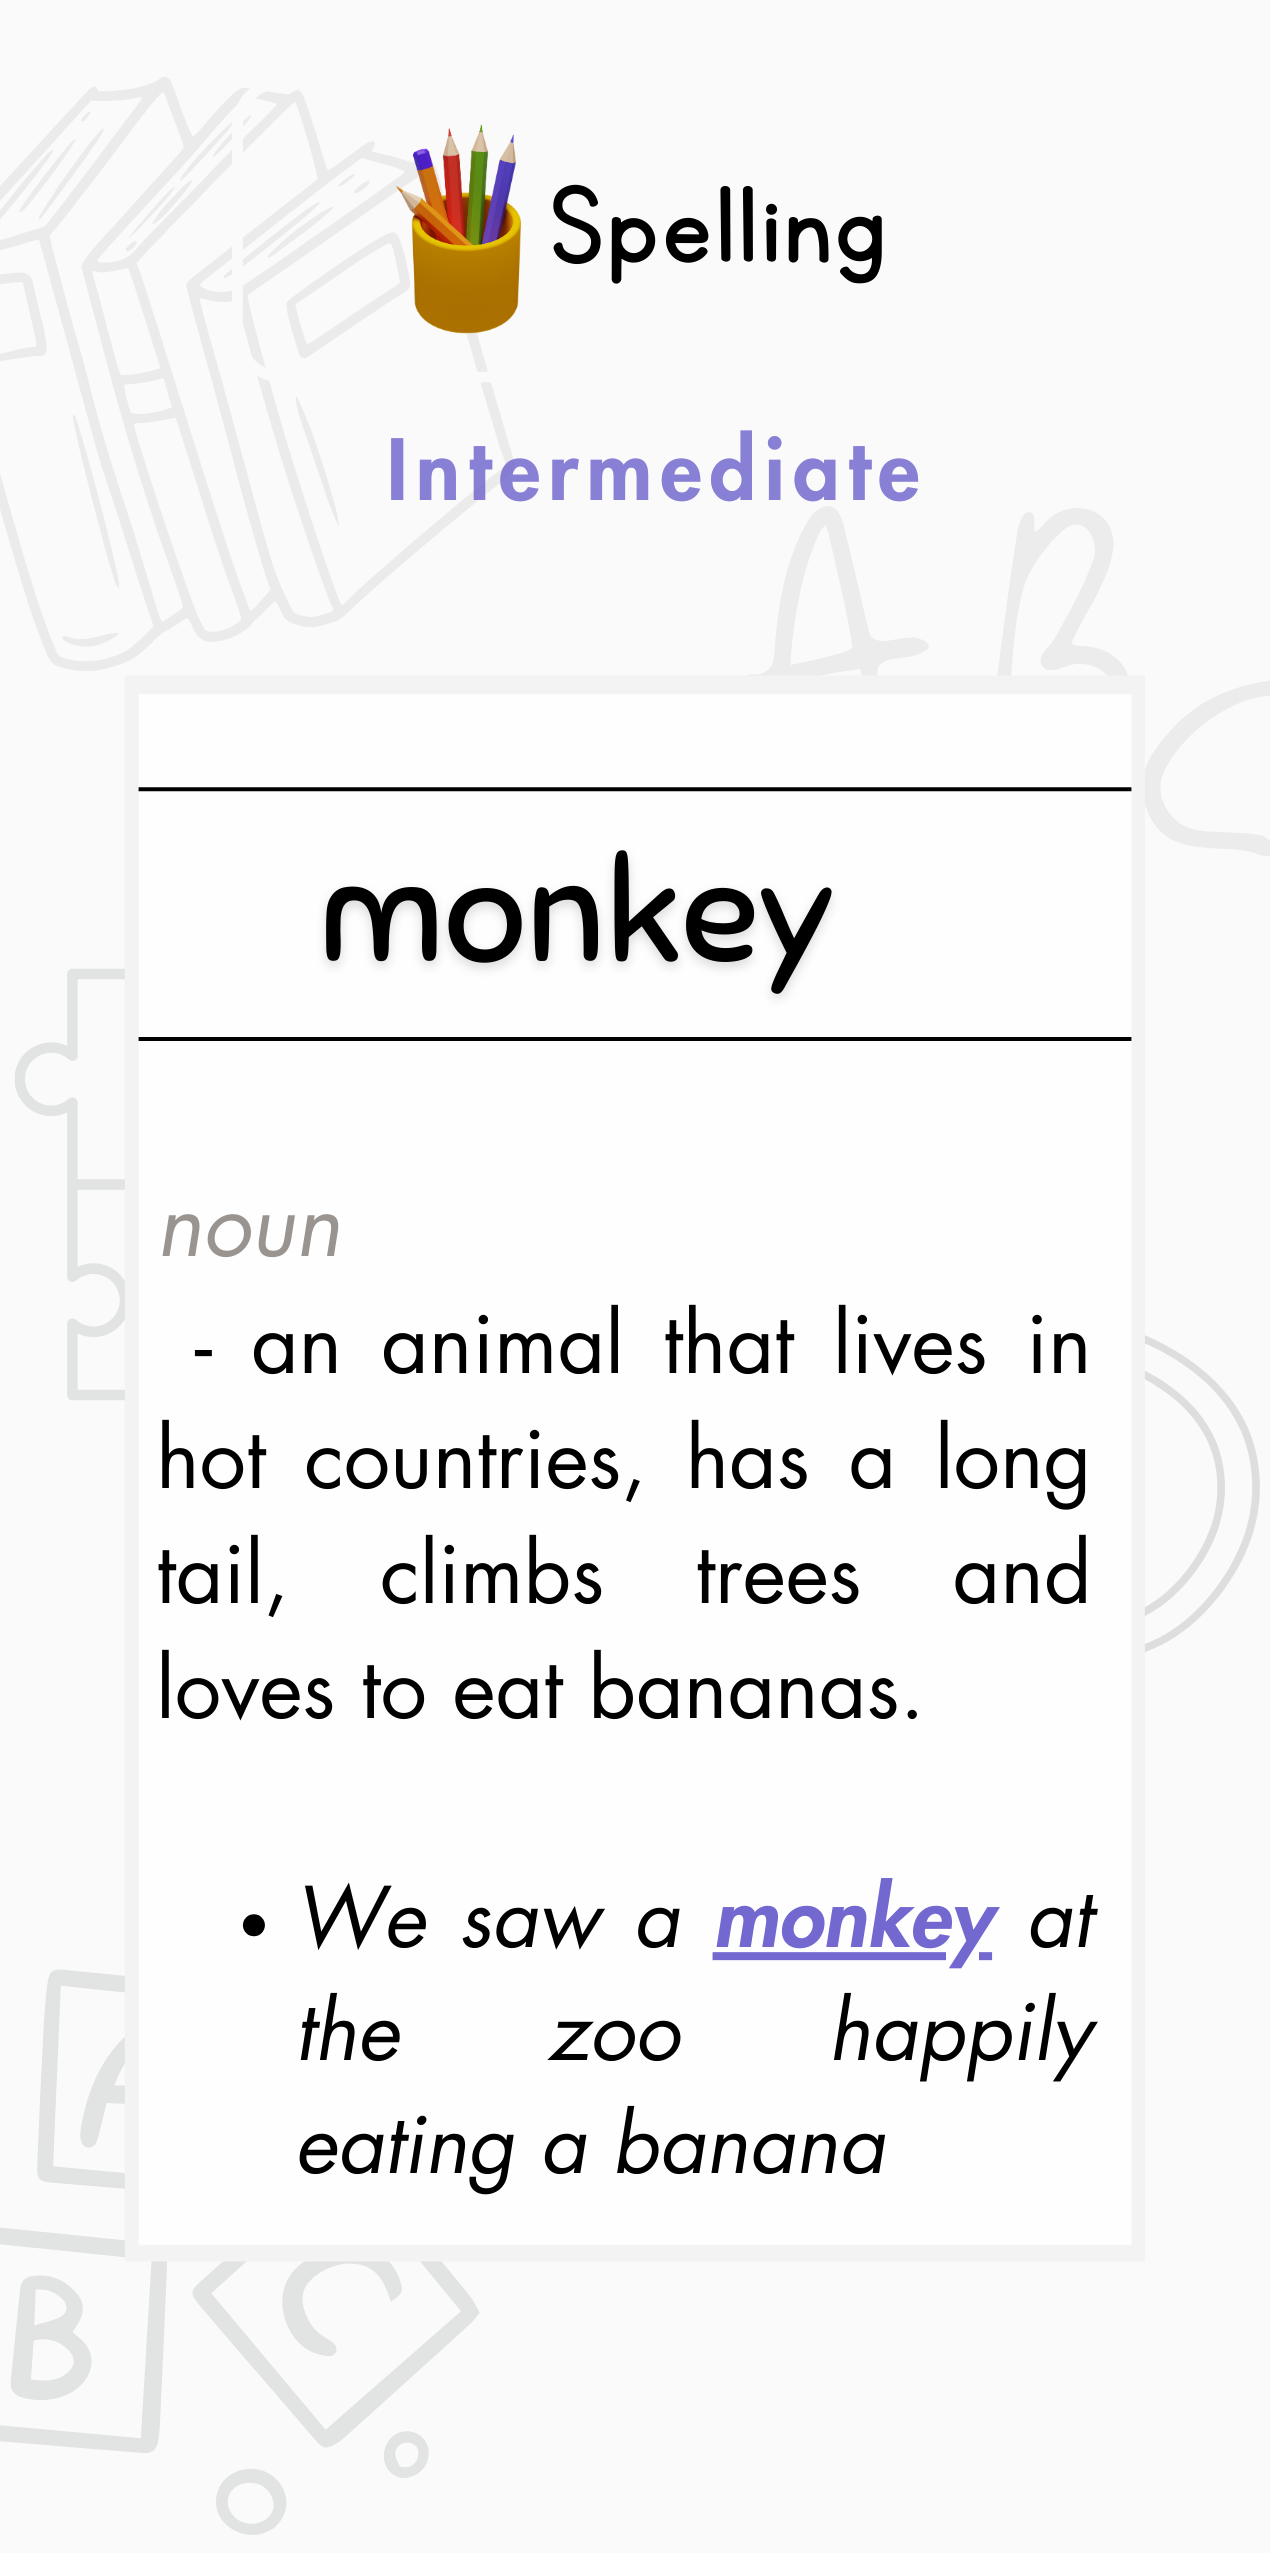 Spelling
Intermediate
monkey
noun
- an animal that lives in
hot countries, has a long
tail, climbs trees and
loves to eat bananas.
• We saw a monkey at
the zoo happily
eating a banana
A B
C
A
B
C